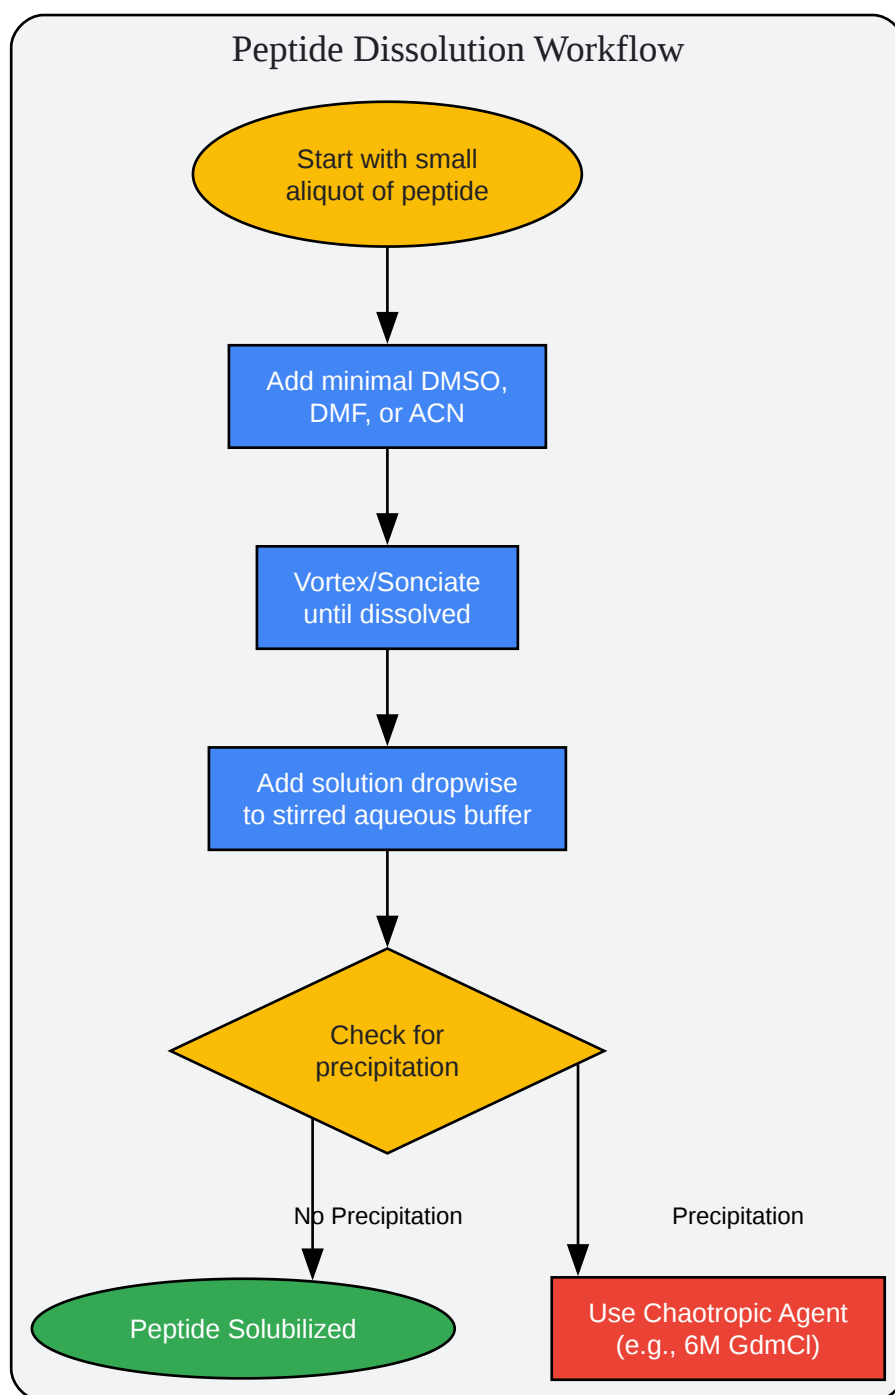 Peptide Dissolution Workflow
Start with small
aliquot of peptide
Add minimal DMSO,
DMF, or ACN
Vortex/Sonciate
until dissolved
Add solution dropwise
to stirred aqueous buffer
Check for
precipitation
No Precipitation
Precipitation
Peptide Solubilized
Use Chaotropic Agent
(e.g., 6M GdmCl)